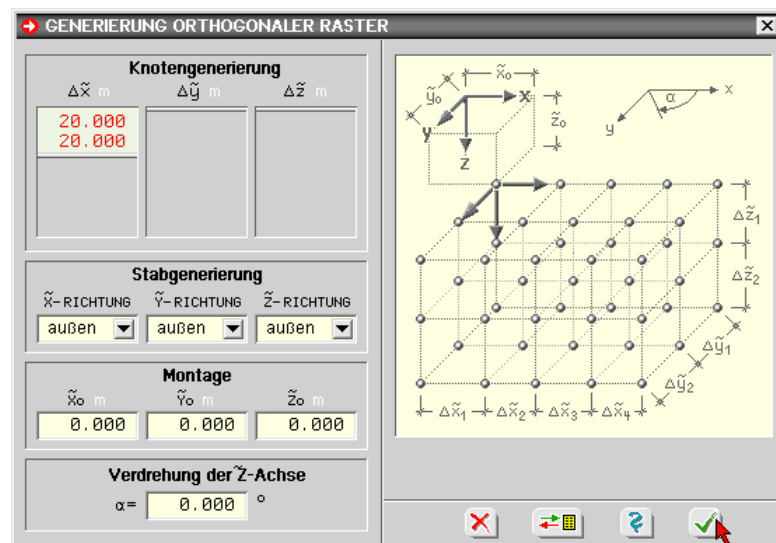 GENERIERUNG ORTHOGONALER RASTER
Knotengenerierung
Δx̃ m Δỹ m Δz̃ m
20.000
20.000
Stabgenerierung
X̃-RICHTUNG Ỹ-RICHTUNG Z̃-RICHTUNG
außen außen außen
Montage
X̃o m Ỹo m Z̃o m
0.000 0.000 0.000
Verdrehung der Z̃-Achse
α= 0.000 °
x̃o
ỹo
z̃o
x
y
z
α
x
y
Δz̃1
Δz̃2
Δỹ1
Δỹ2
Δx̃1 Δx̃2 Δx̃3 Δx̃4